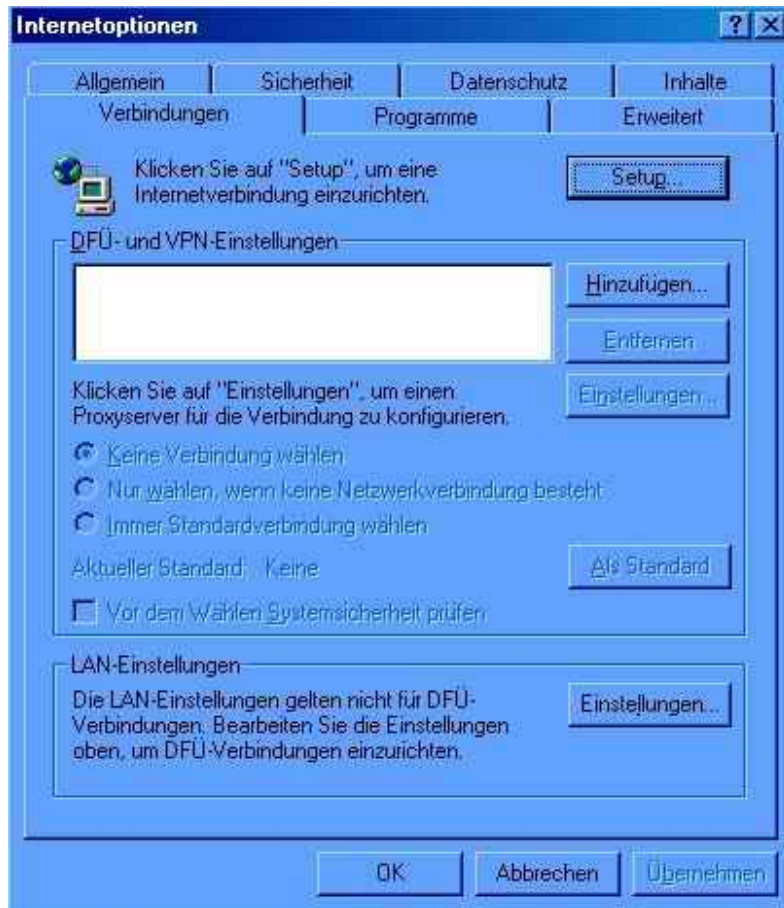 Internetoptionen
Allgemein
Sicherheit
Datenschutz
Inhalte
Verbindungen
Programme
Erweitert
Klicken Sie auf "Setup", um eine
Internetverbindung einzurichten.
Setup...
DFÜ- und VPN-Einstellungen
Hinzufügen...
Entfernen
Klicken Sie auf "Einstellungen", um einen
Proxyserver für die Verbindung zu konfigurieren.
Einstellungen...
Keine Verbindung wählen
Nur wählen, wenn keine Netzwerkverbindung besteht
Immer Standardverbindung wählen
Aktueller Standard: Keine
Als Standard
Vor dem Wählen Systemsicherheit prüfen
LAN-Einstellungen
Die LAN-Einstellungen gelten nicht für DFÜ-
Verbindungen. Bearbeiten Sie die Einstellungen
oben, um DFÜ-Verbindungen einzurichten.
Einstellungen...
OK
Abbrechen
Übernehmen